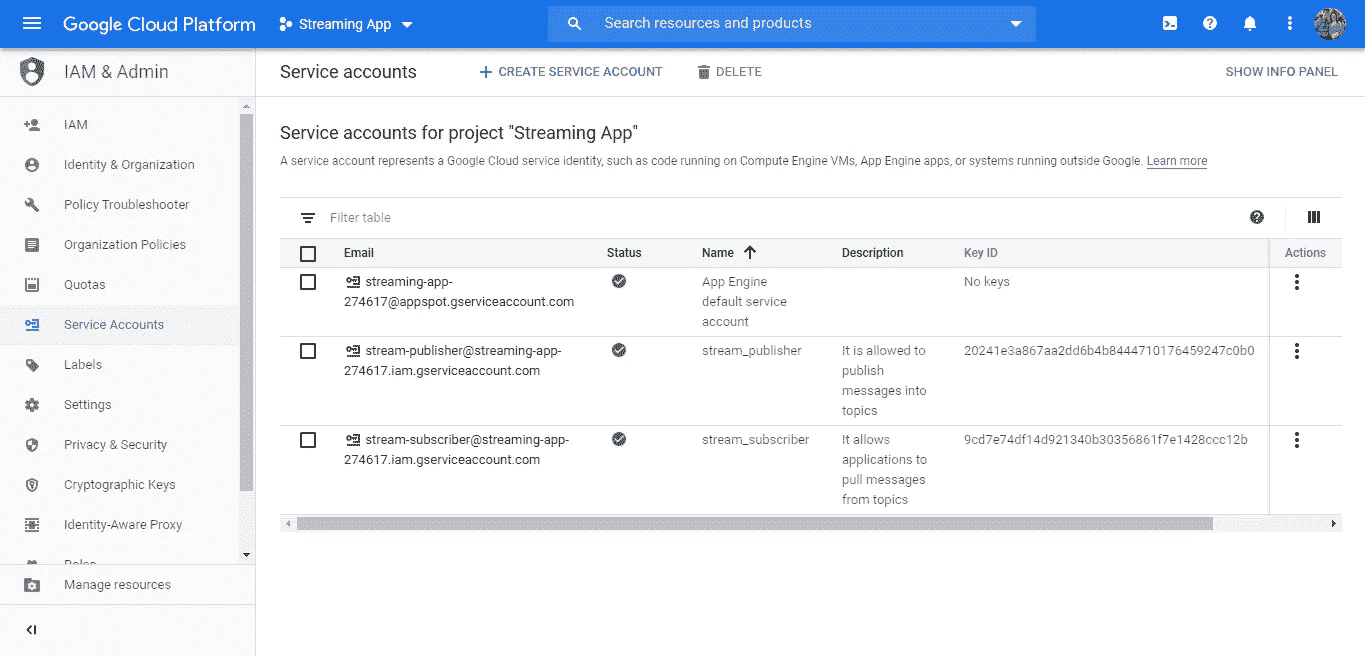 Google Cloud Platform
Streaming App
Search resources and products
IAM & Admin
Service accounts
CREATE SERVICE ACCOUNT
DELETE
SHOW INFO PANEL
IAM
Identity & Organization
Policy Troubleshooter
Organization Policies
Quotas
Service Accounts
Labels
Settings
Privacy & Security
Cryptographic Keys
Identity-Aware Proxy
Roles
Manage resources
Service accounts for project "Streaming App"
A service account represents a Google Cloud service identity, such as code running on Compute Engine VMs, App Engine apps, or systems running outside Google. Learn more
Filter table
Email
Status
Name
Description
Key ID
Actions
streaming-app-
274617@appspot.gserviceaccount.com
App Engine
default service
account
No keys
stream-publisher@streaming-app-
274617.iam.gserviceaccount.com
stream_publisher
It is allowed to
publish
messages into
topics
20241e3a867aa2dd6b4b8444710176459247c0b0
stream-subscriber@streaming-app-
274617.iam.gserviceaccount.com
stream_subscriber
It allows
applications to
pull messages
from topics
9cd7e74df14d921340b30356861f7e1428ccc12b